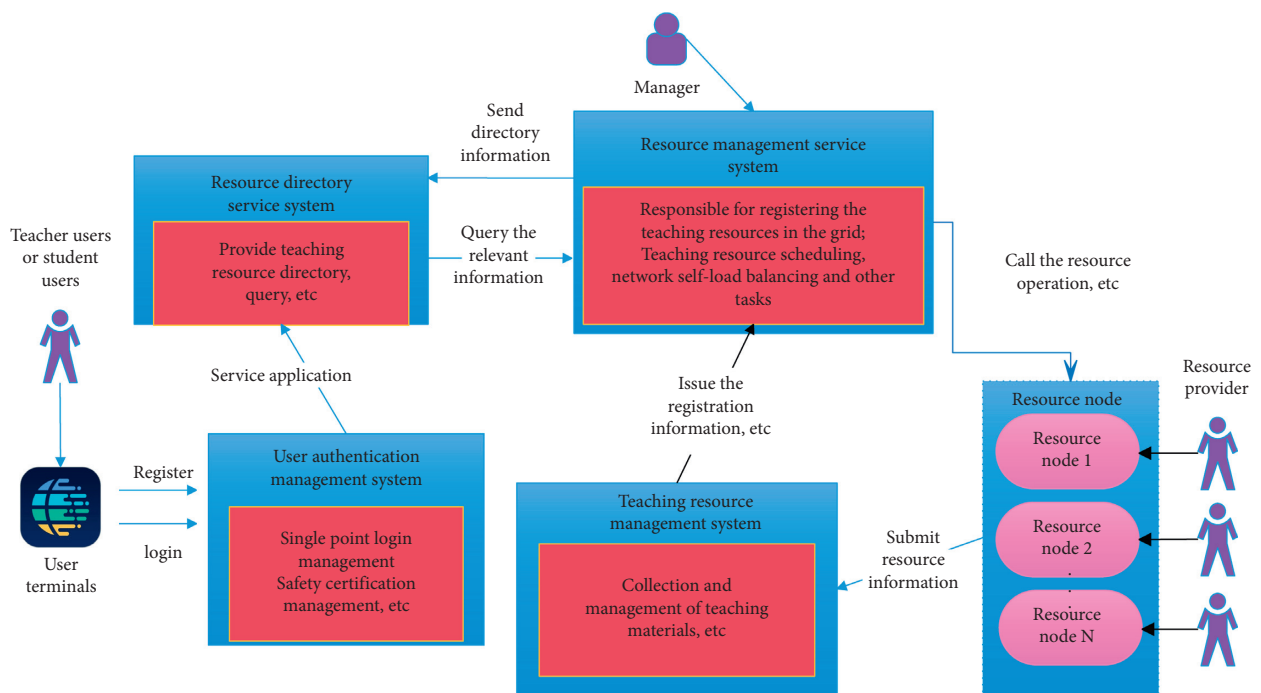 Manager
Send
directory
information
Resource management service
system
Responsible for registering the
teaching resources in the grid;
Teaching resource scheduling,
network self-load balancing and other
tasks
Resource directory
service system
Provide teaching
resource directory,
query, etc
Query the
relevant
information
Teacher users
or student
users
Call the resource
operation, etc
Service application
Issue the
registration
information, etc
Resource
provider
Resource node
Resource
node 1
Resource
node 2
.
.
.
Resource
node N
User authentication
management system
Single point login
management
Safety certification
management, etc
Register
login
User
terminals
Teaching resource
management system
Collection and
management of teaching
materials, etc
Submit
resource
information